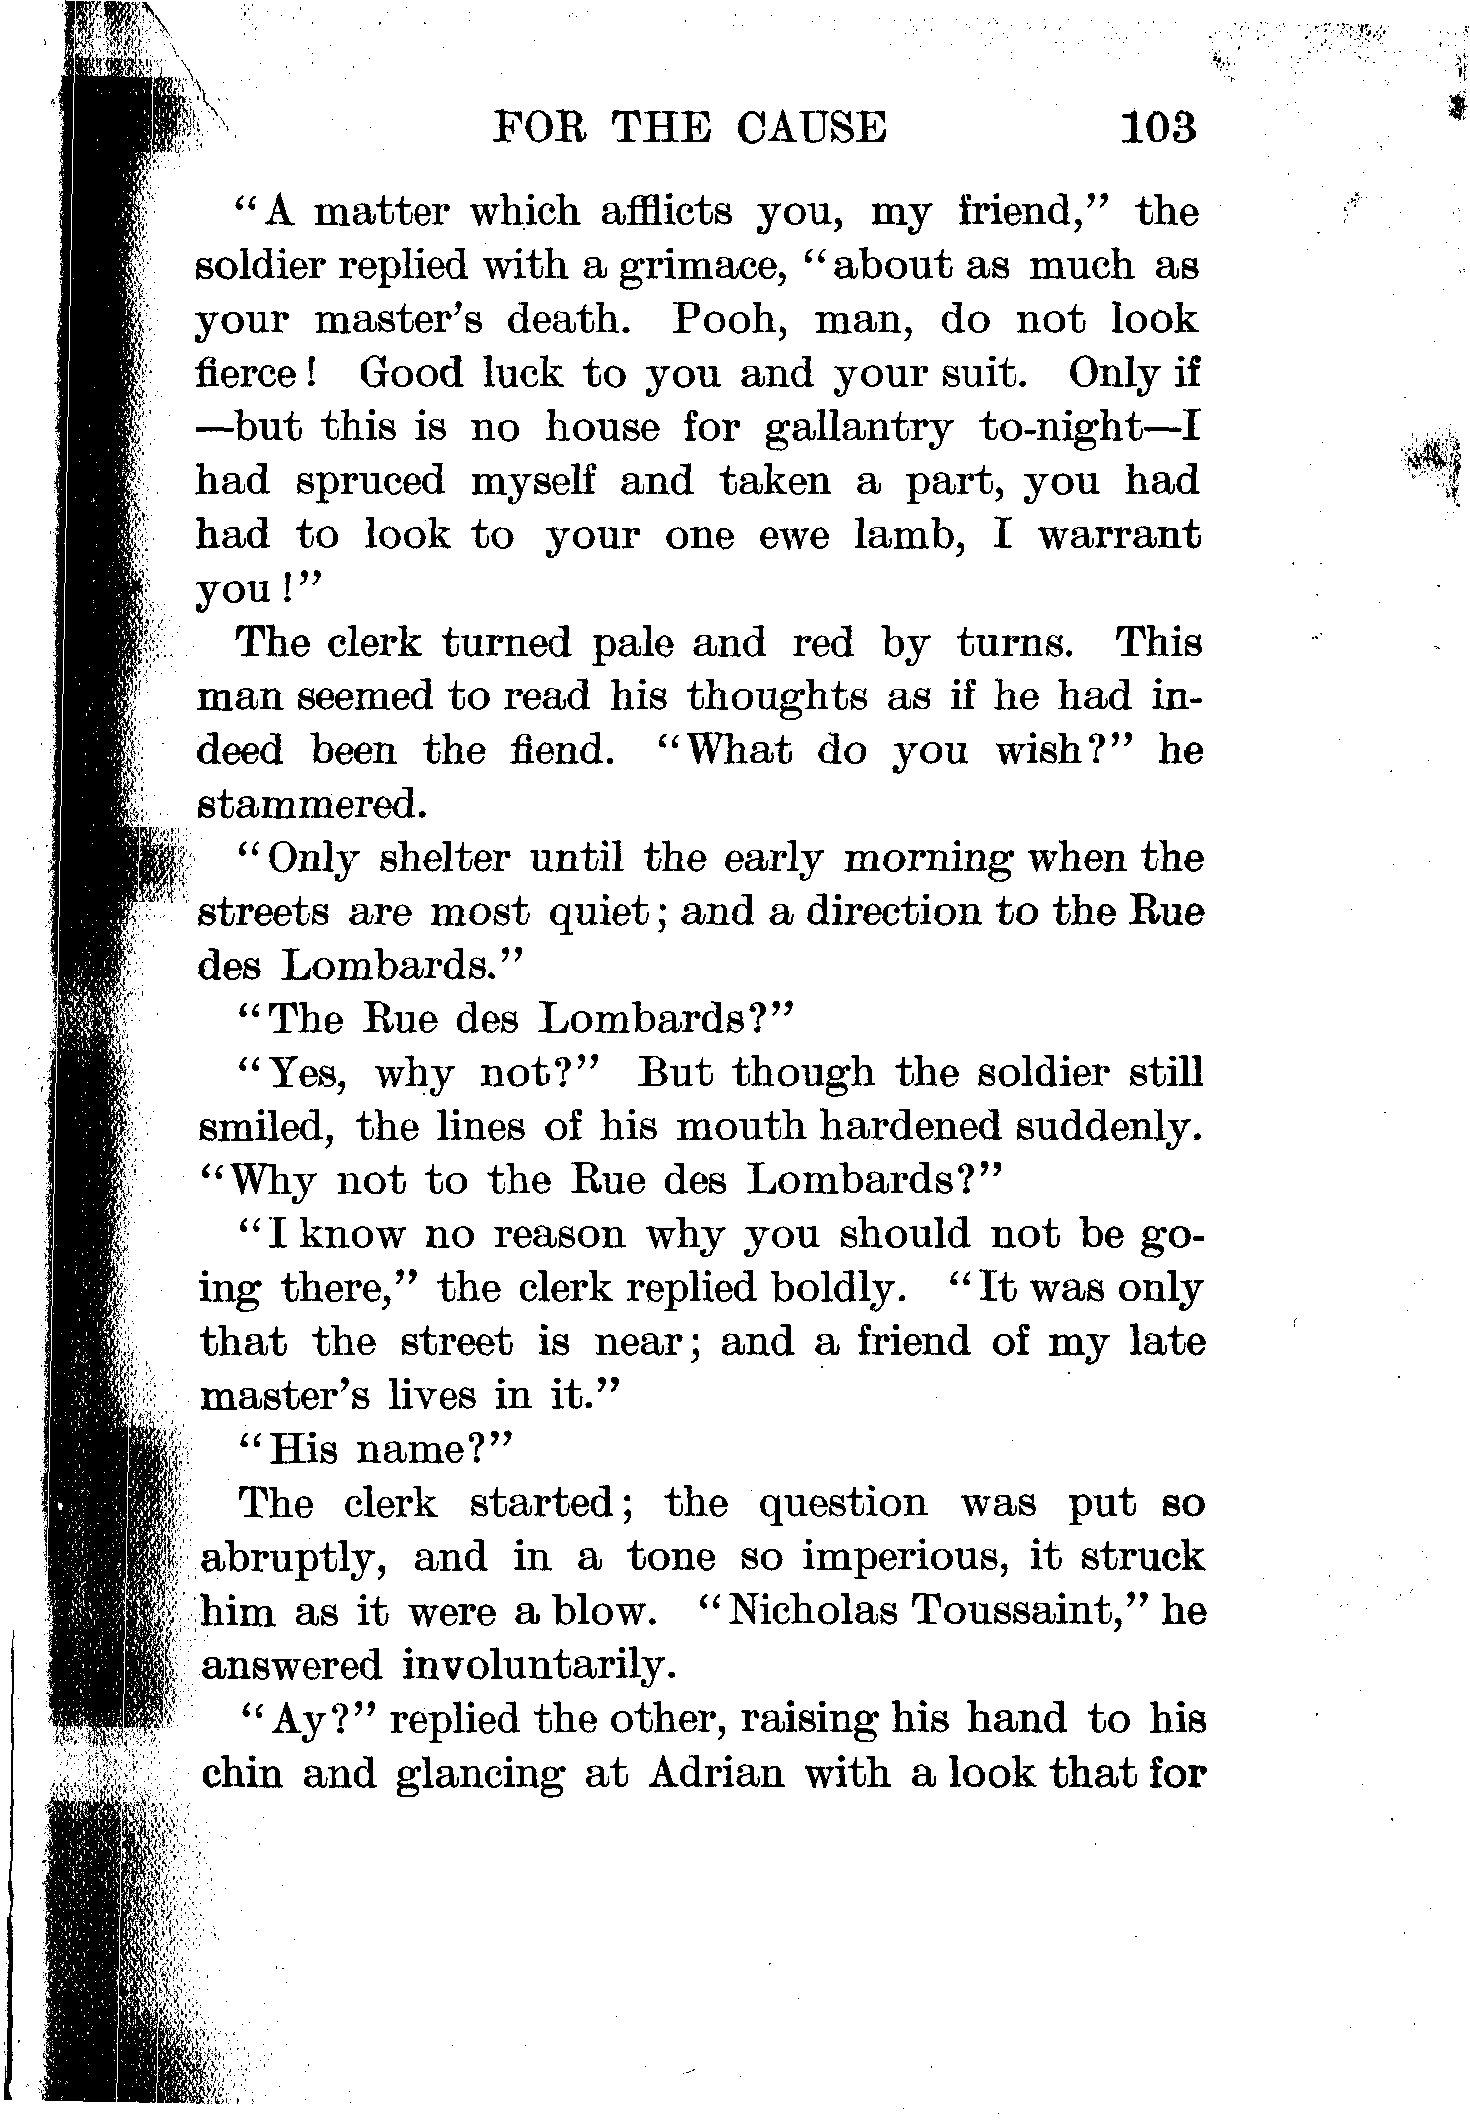 FOR THE CAUSE 103
"A matter which afflicts you, my friend," the
soldier replied with a grimace, "about as much as
your master's death. Pooh, man, do not look
fierce! Good luck to you and your suit. Only if
—but this is no house for gallantry to-night—I
had spruced myself and taken a part, you had
had to look to your one ewe lamb, I warrant
you!"
The clerk turned pale and red by turns. This
man seemed to read his thoughts as if he had in-
deed been the fiend. "What do you wish?" he
stammered.
"Only shelter until the early morning when the
streets are most quiet; and a direction to the Rue
des Lombards."
"The Rue des Lombards?"
"Yes, why not?" But though the soldier still
smiled, the lines of his mouth hardened suddenly.
"Why not to the Rue des Lombards?"
"I know no reason why you should not be go-
ing there," the clerk replied boldly. "It was only
that the street is near; and a friend of my late
master's lives in it."
"His name?"
The clerk started; the question was put so
abruptly, and in a tone so imperious, it struck
him as it were a blow. "Nicholas Toussaint," he
answered involuntarily.
"Ay?" replied the other, raising his hand to his
chin and glancing at Adrian with a look that for